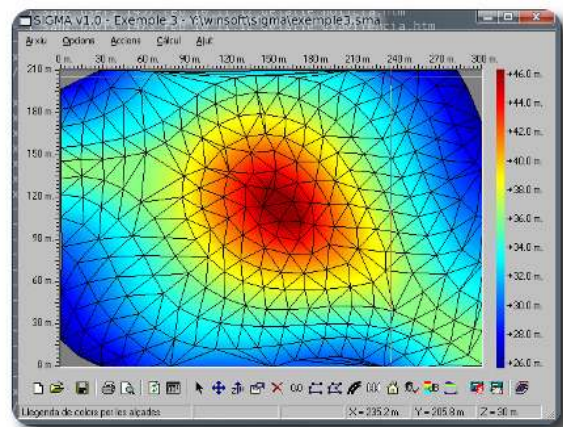 SIGMA v1.0 - Exemple 3 - Y:\winsoft\sigma\exemple3.sma
Arxiu Opcions Accions Càlcul Ajut
0 m. 30 m. 60 m. 90 m. 120 m. 150 m. 180 m. 210 m. 240 m. 270 m. 300 m.
210 m.
180 m.
150 m.
120 m.
90 m.
60 m.
30 m.
0 m.
+46.0 m.
+44.0 m.
+42.0 m.
+40.0 m.
+38.0 m.
+36.0 m.
+34.0 m.
+32.0 m.
+30.0 m.
+28.0 m.
+26.0 m.
Llegenda de colors per les alçades X = 235.2 m Y = 205.8 m Z = 30 m.